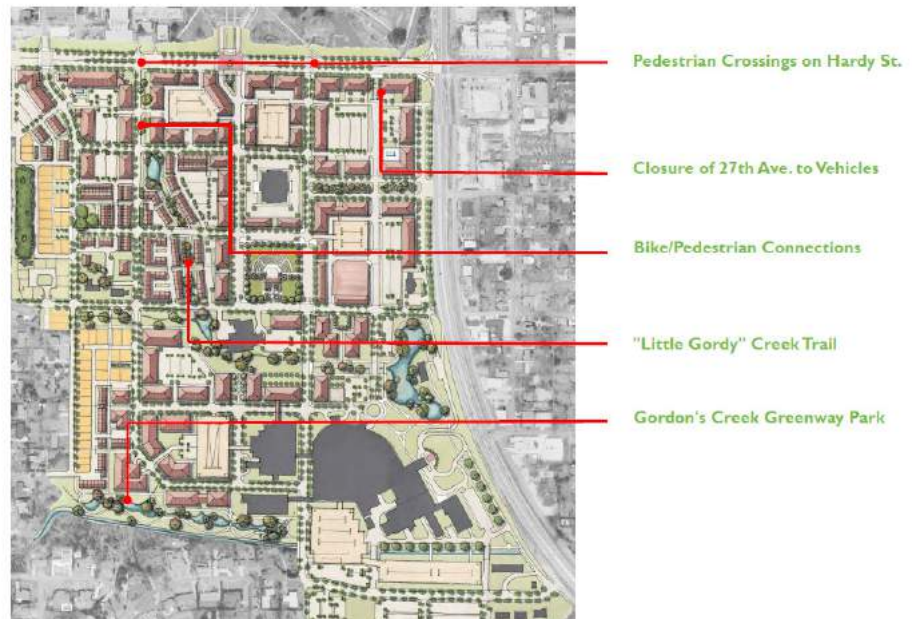 Pedestrian Crossings on Hardy St.
Closure of 27th Ave. to Vehicles
Bike/Pedestrian Connections
"Little Gordy" Creek Trail
Gordon's Creek Greenway Park